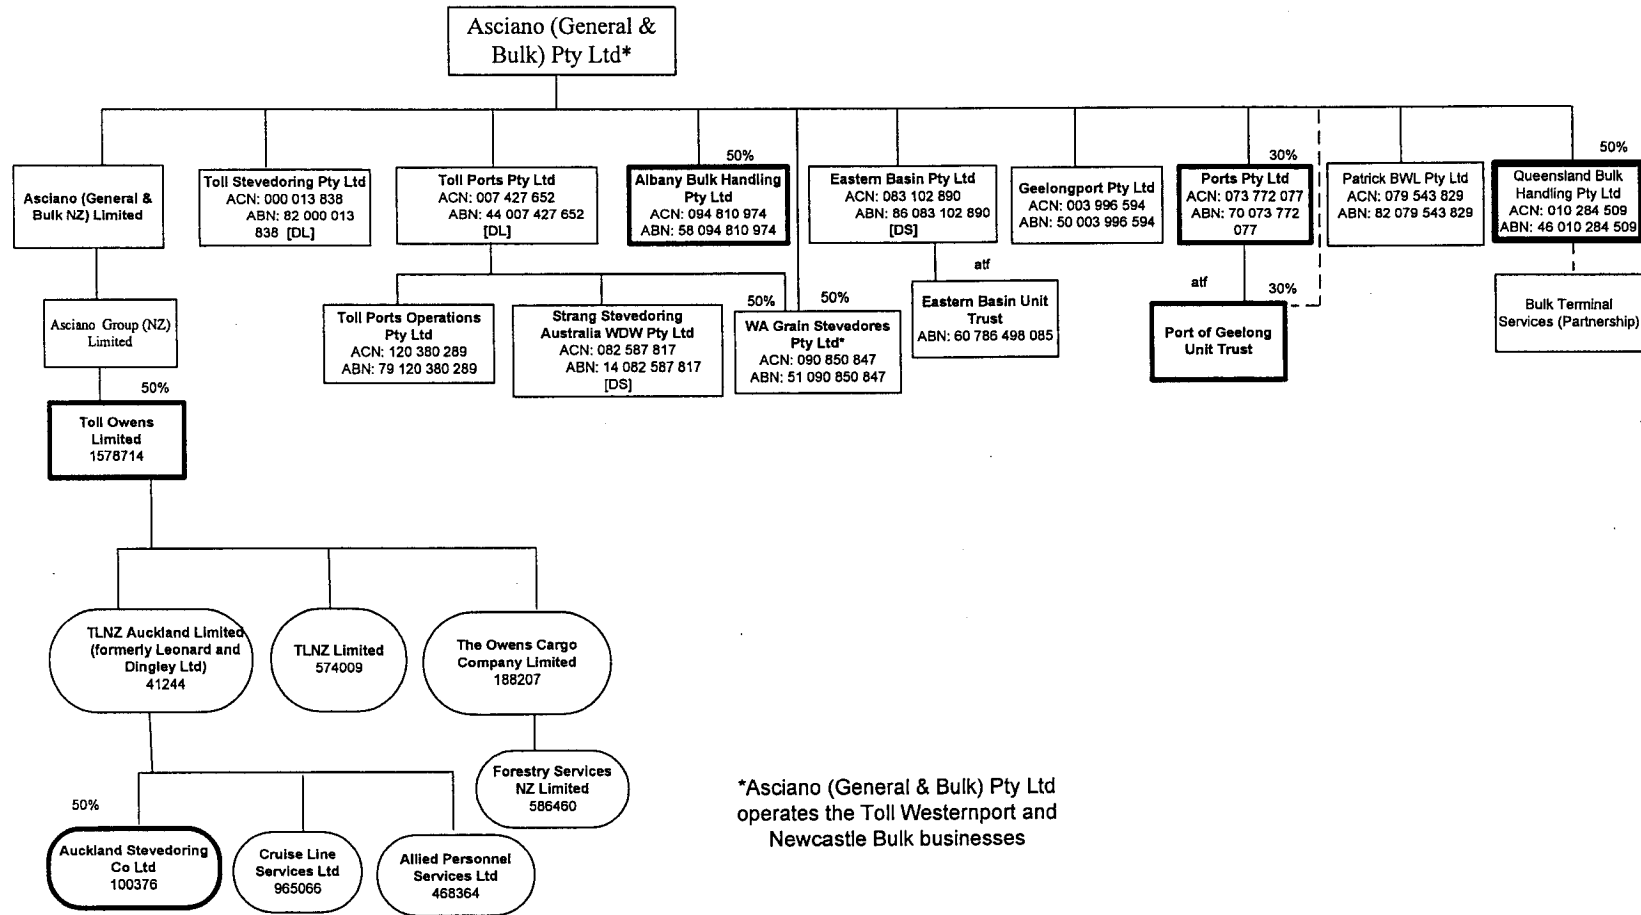 Asciano (General &
Bulk) Pty Ltd*
Asciano (General &
Bulk NZ) Limited
Toll Stevedoring Pty Ltd
ACN: 000 013 838
ABN: 82 000 013
838 [DL]
Toll Ports Pty Ltd
ACN: 007 427 652
ABN: 44 007 427 652
[DL]
50%
Albany Bulk Handling
Pty Ltd
ACN: 094 810 974
ABN: 58 094 810 974
Eastern Basin Pty Ltd
ACN: 083 102 890
ABN: 86 083 102 890
[DS]
Geelongport Pty Ltd
ACN: 003 996 594
ABN: 50 003 996 594
30%
Ports Pty Ltd
ACN: 073 772 077
ABN: 70 073 772
077
Patrick BWL Pty Ltd
ACN: 079 543 829
ABN: 82 079 543 829
50%
Queensland Bulk
Handling Pty Ltd
ACN: 010 284 509
ABN: 46 010 284 509
Asciano Group (NZ)
Limited
Toll Ports Operations
Pty Ltd
ACN: 120 380 289
ABN: 79 120 380 289
Strang Stevedoring
Australia WDW Pty Ltd
ACN: 082 587 817
ABN: 14 082 587 817
[DS]
50%
50%
WA Grain Stevedores
Pty Ltd*
ACN: 090 850 847
ABN: 51 090 850 847
atf
Eastern Basin Unit
Trust
ABN: 60 786 498 085
atf
30%
Port of Geelong
Unit Trust
Bulk Terminal
Services (Partnership)
50%
Toll Owens
Limited
1578714
TLNZ Auckland Limited
(formerly Leonard and
Dingley Ltd)
41244
TLNZ Limited
574009
The Owens Cargo
Company Limited
188207
Forestry Services
NZ Limited
586460
50%
Auckland Stevedoring
Co Ltd
100376
Cruise Line
Services Ltd
965066
Allied Personnel
Services Ltd
468364
*Asciano (General & Bulk) Pty Ltd
operates the Toll Westernport and
Newcastle Bulk businesses